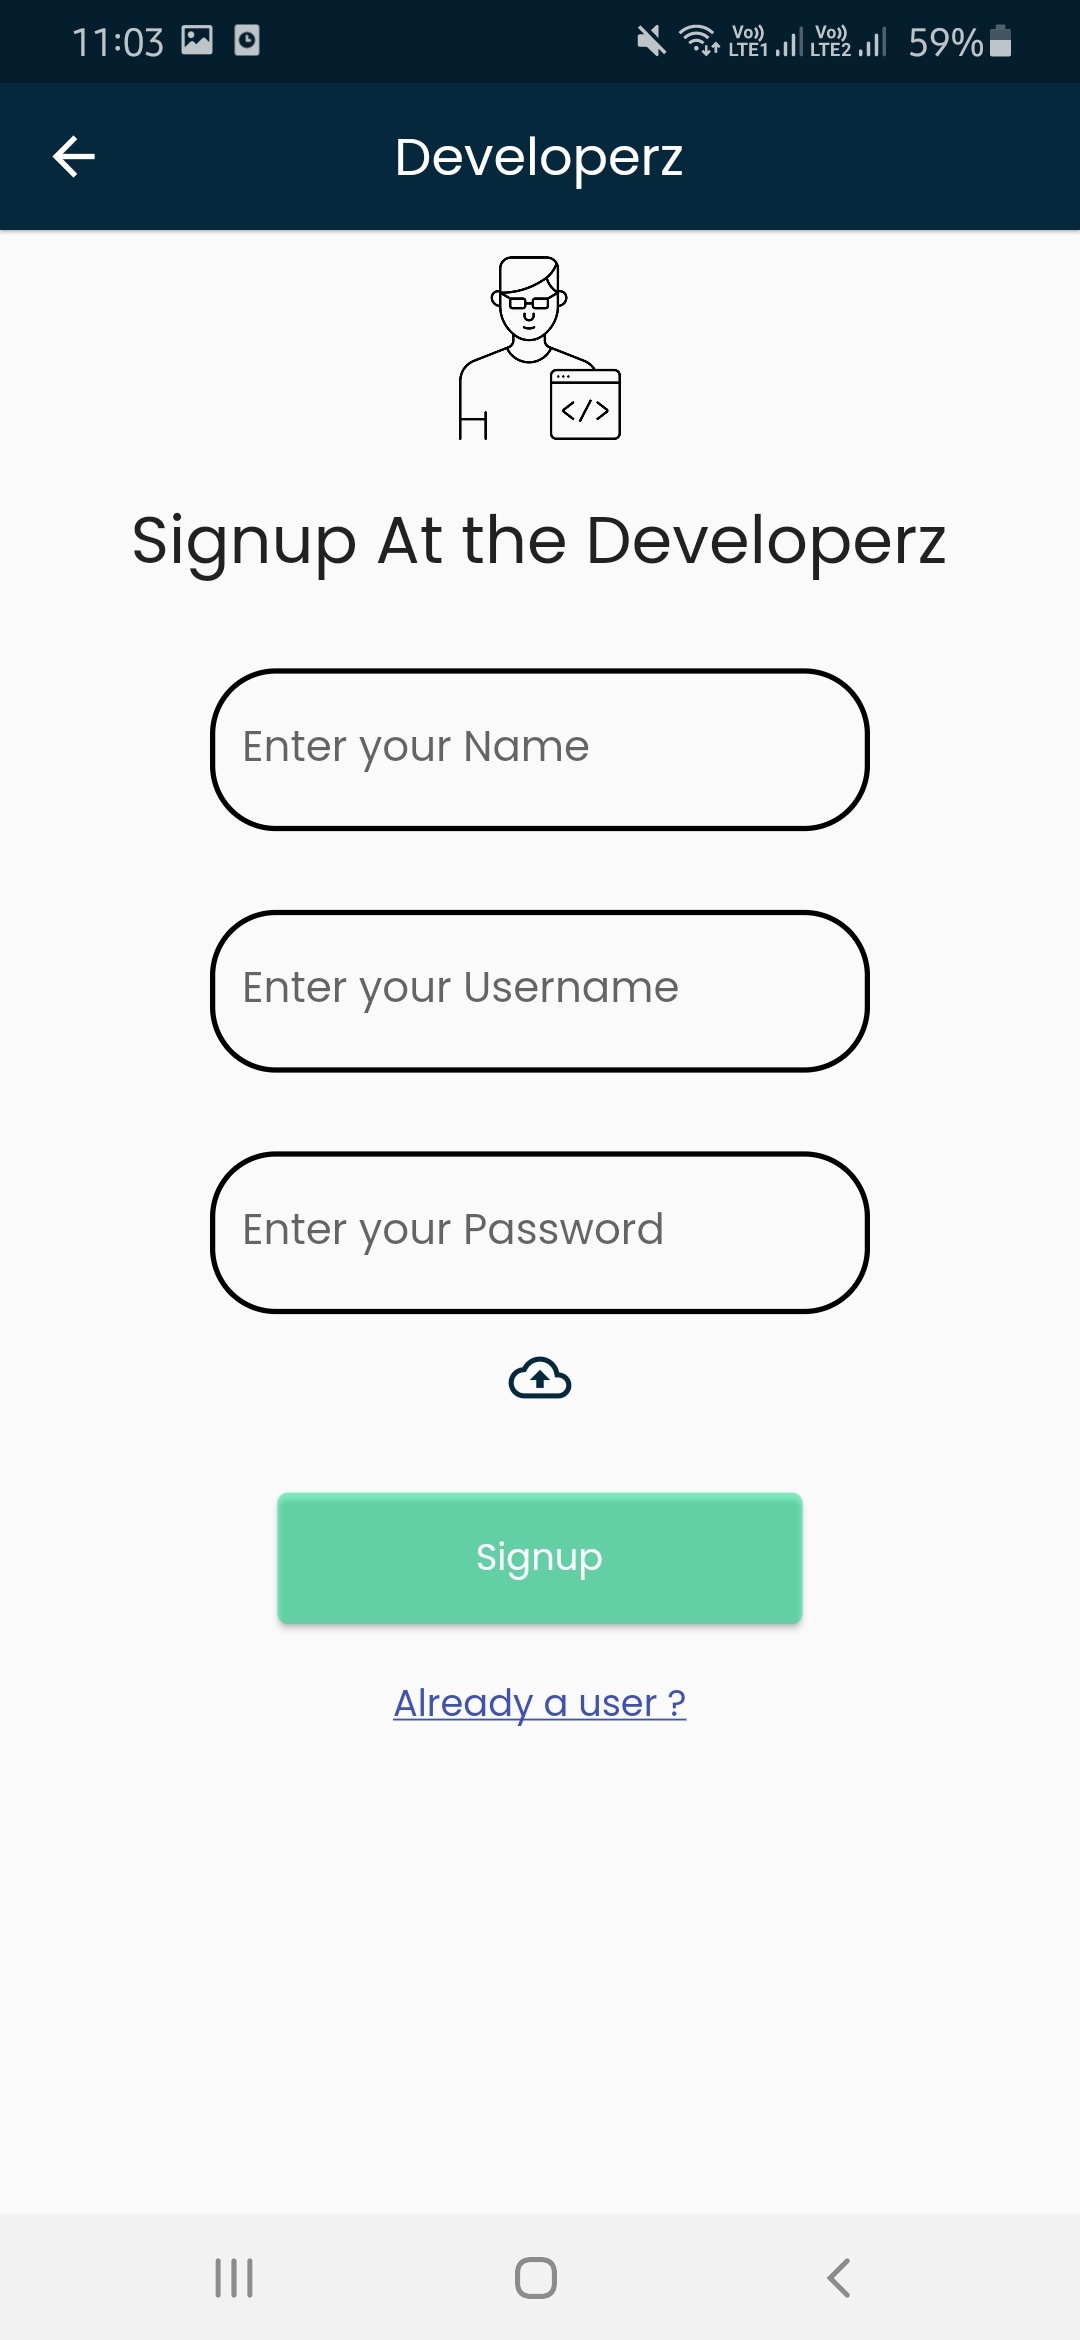 11:03 Vo)) LTE1 Vo)) LTE2 59%
Developerz
</>
Signup At the Developerz
Enter your Name
Enter your Username
Enter your Password
Signup
Already a user ?